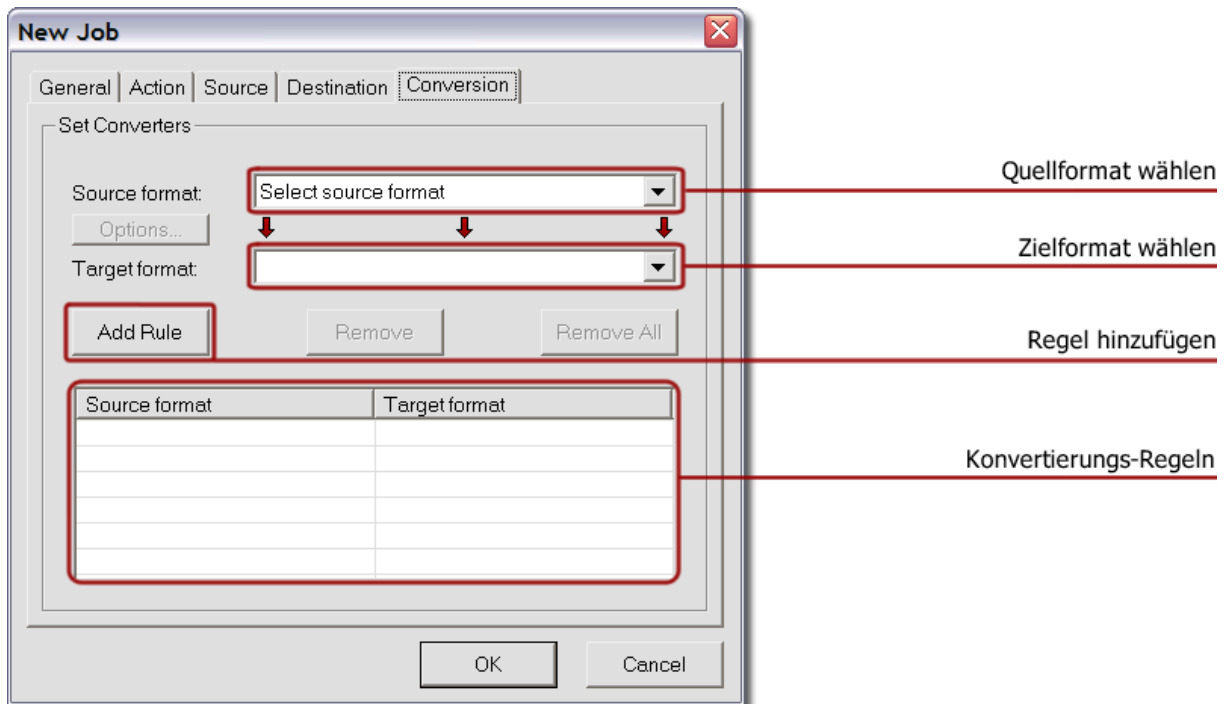 New Job
General Action Source Destination Conversion
Set Converters
Quellformat wählen
Source format: Select source format
Options...
Zielformat wählen
Target format:
Add Rule Remove Remove All
Regel hinzufügen
Source format Target format
Konvertierungs-Regeln
OK Cancel